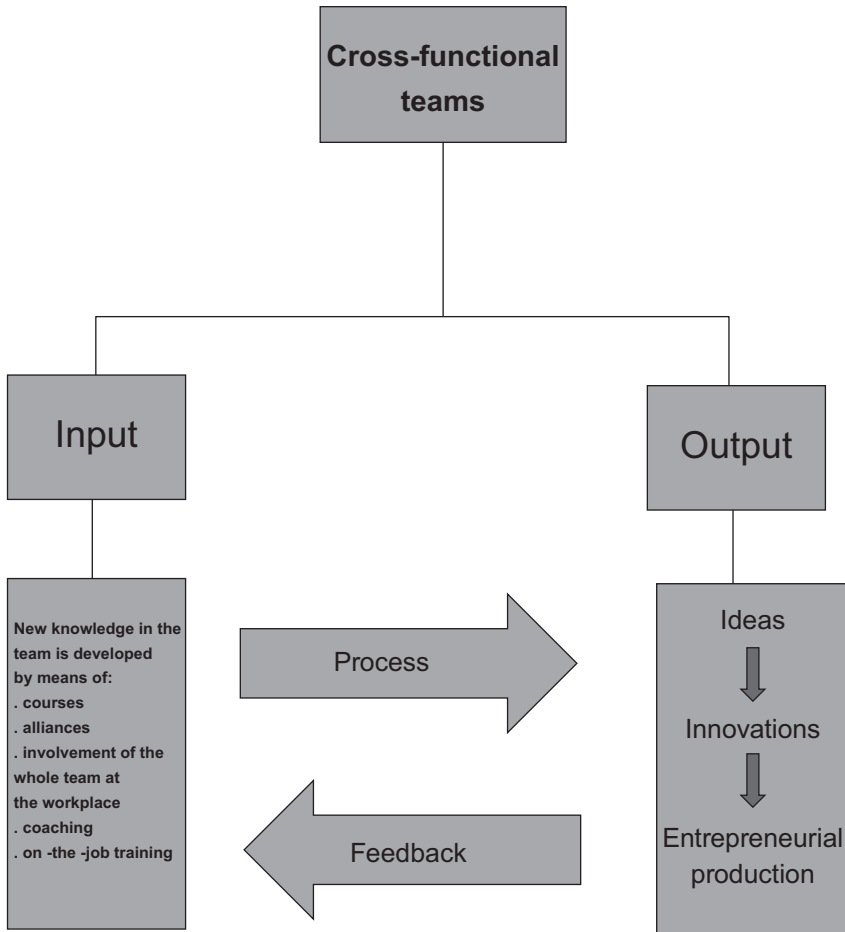 Cross-functional
teams
Input
Output
New knowledge in the
team is developed
by means of:
. courses
. alliances
. involvement of the
whole team at
the workplace
. coaching
. on -the -job training
Process
Feedback
Ideas
Innovations
Entrepreneurial
production